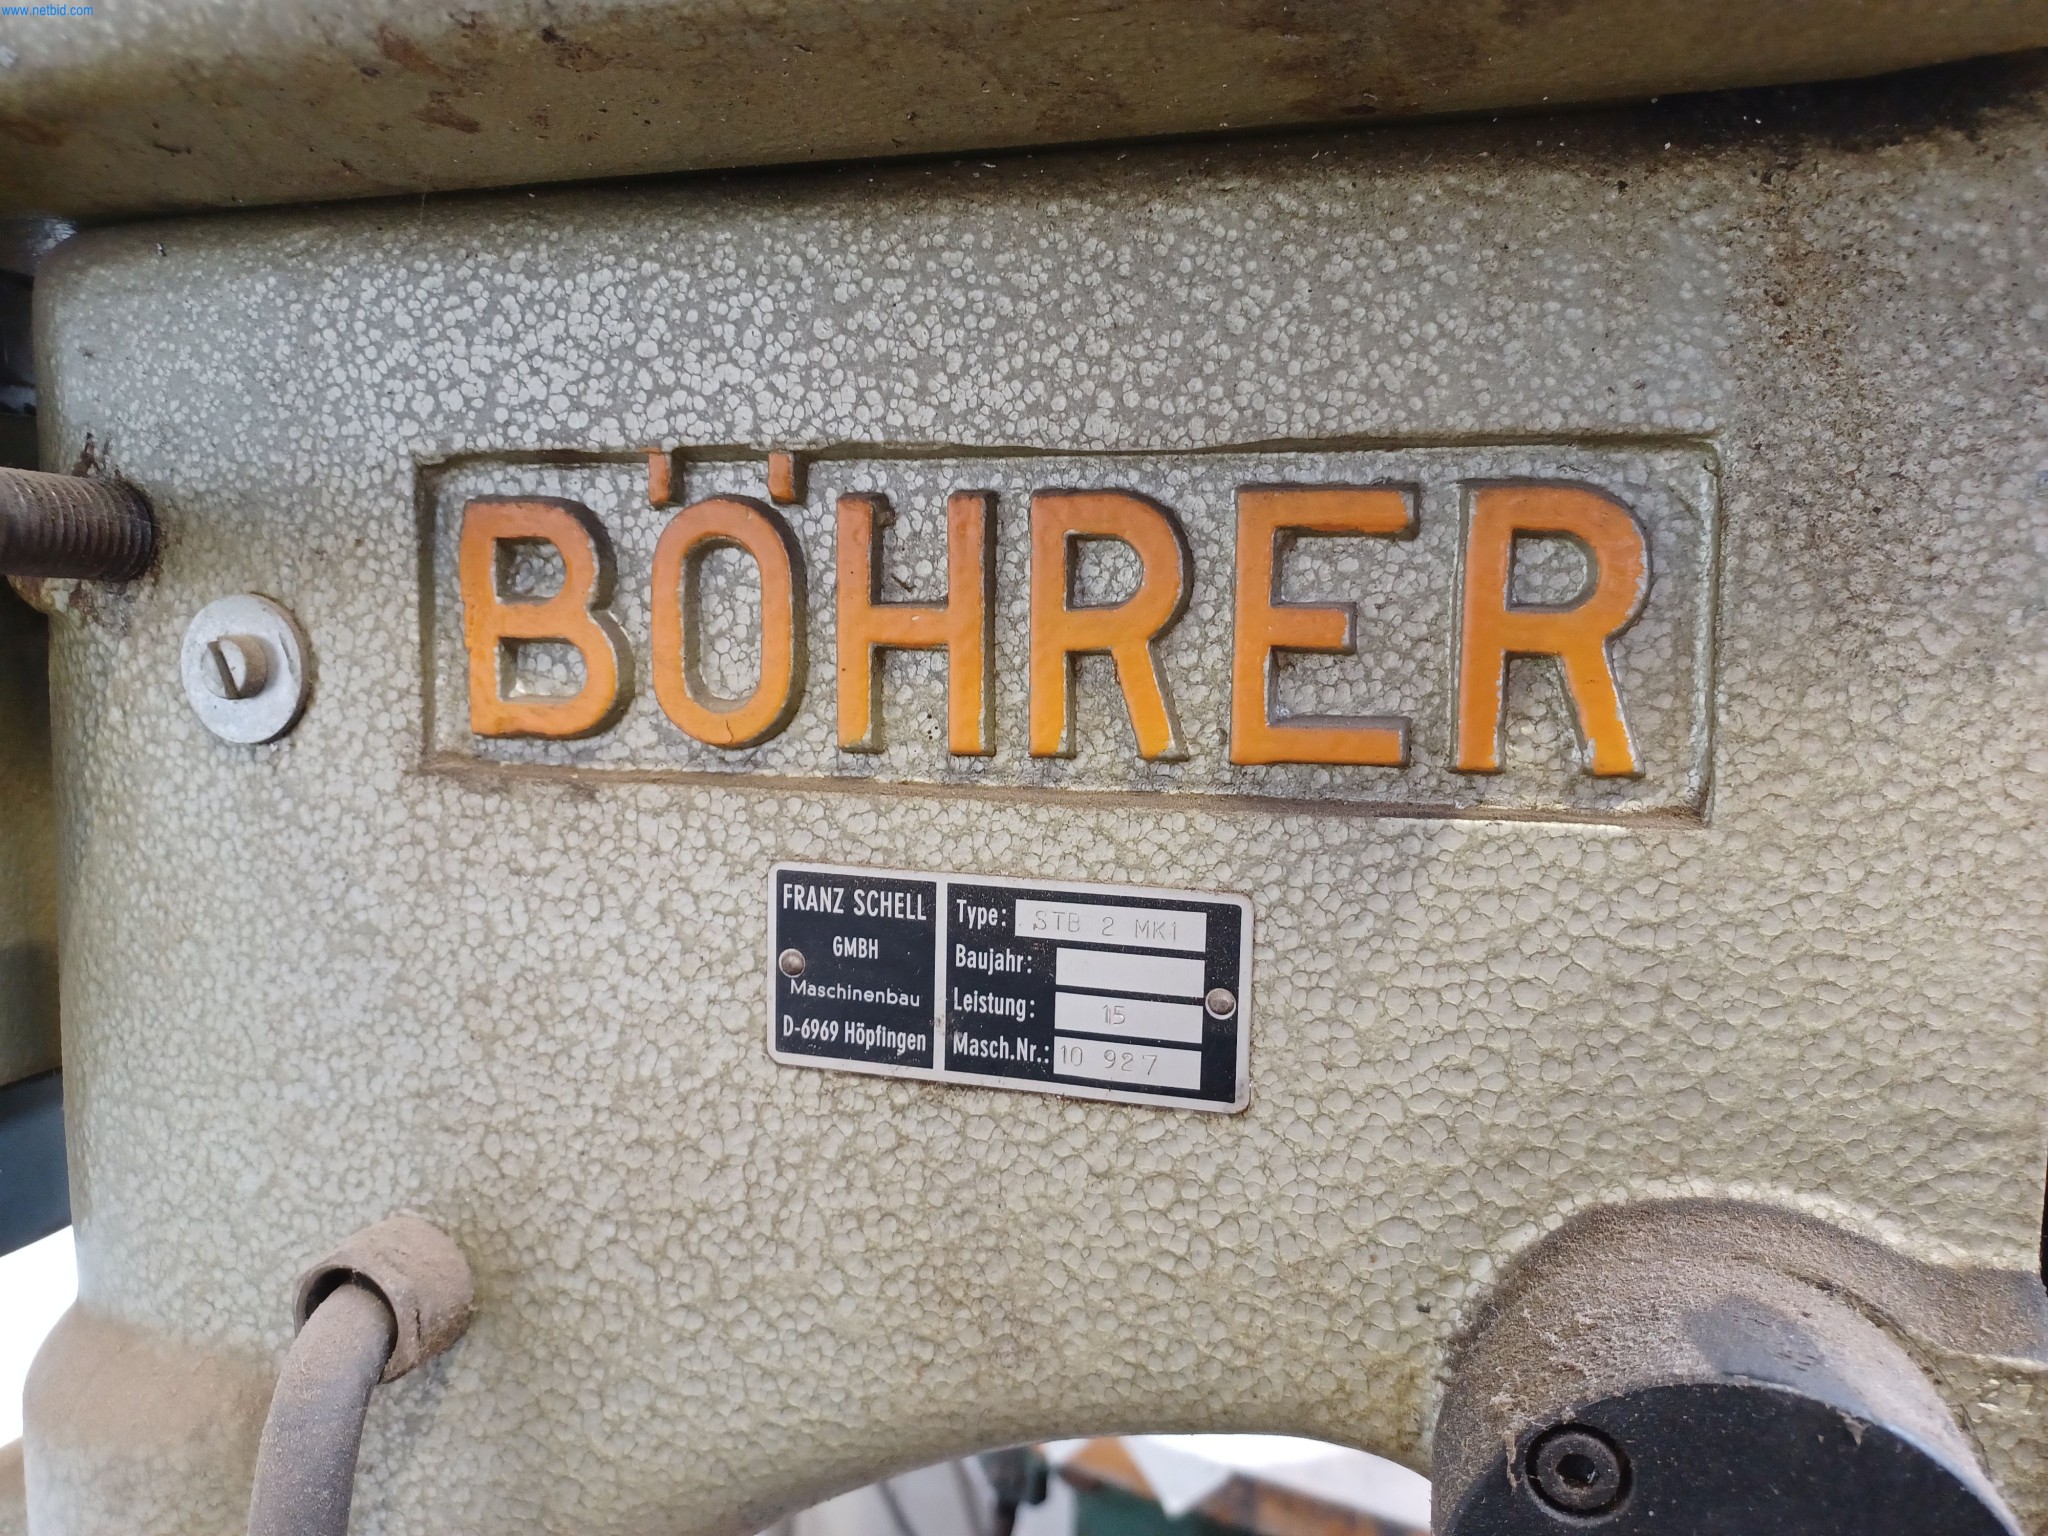 www.netbid.com
BÖHRER
FRANZ SCHELL
GMBH
Maschinenbau
D-6969 Höpfingen
Type: STB 2 MK1
Baujahr:
Leistung: 15
Masch.Nr.: 10 927